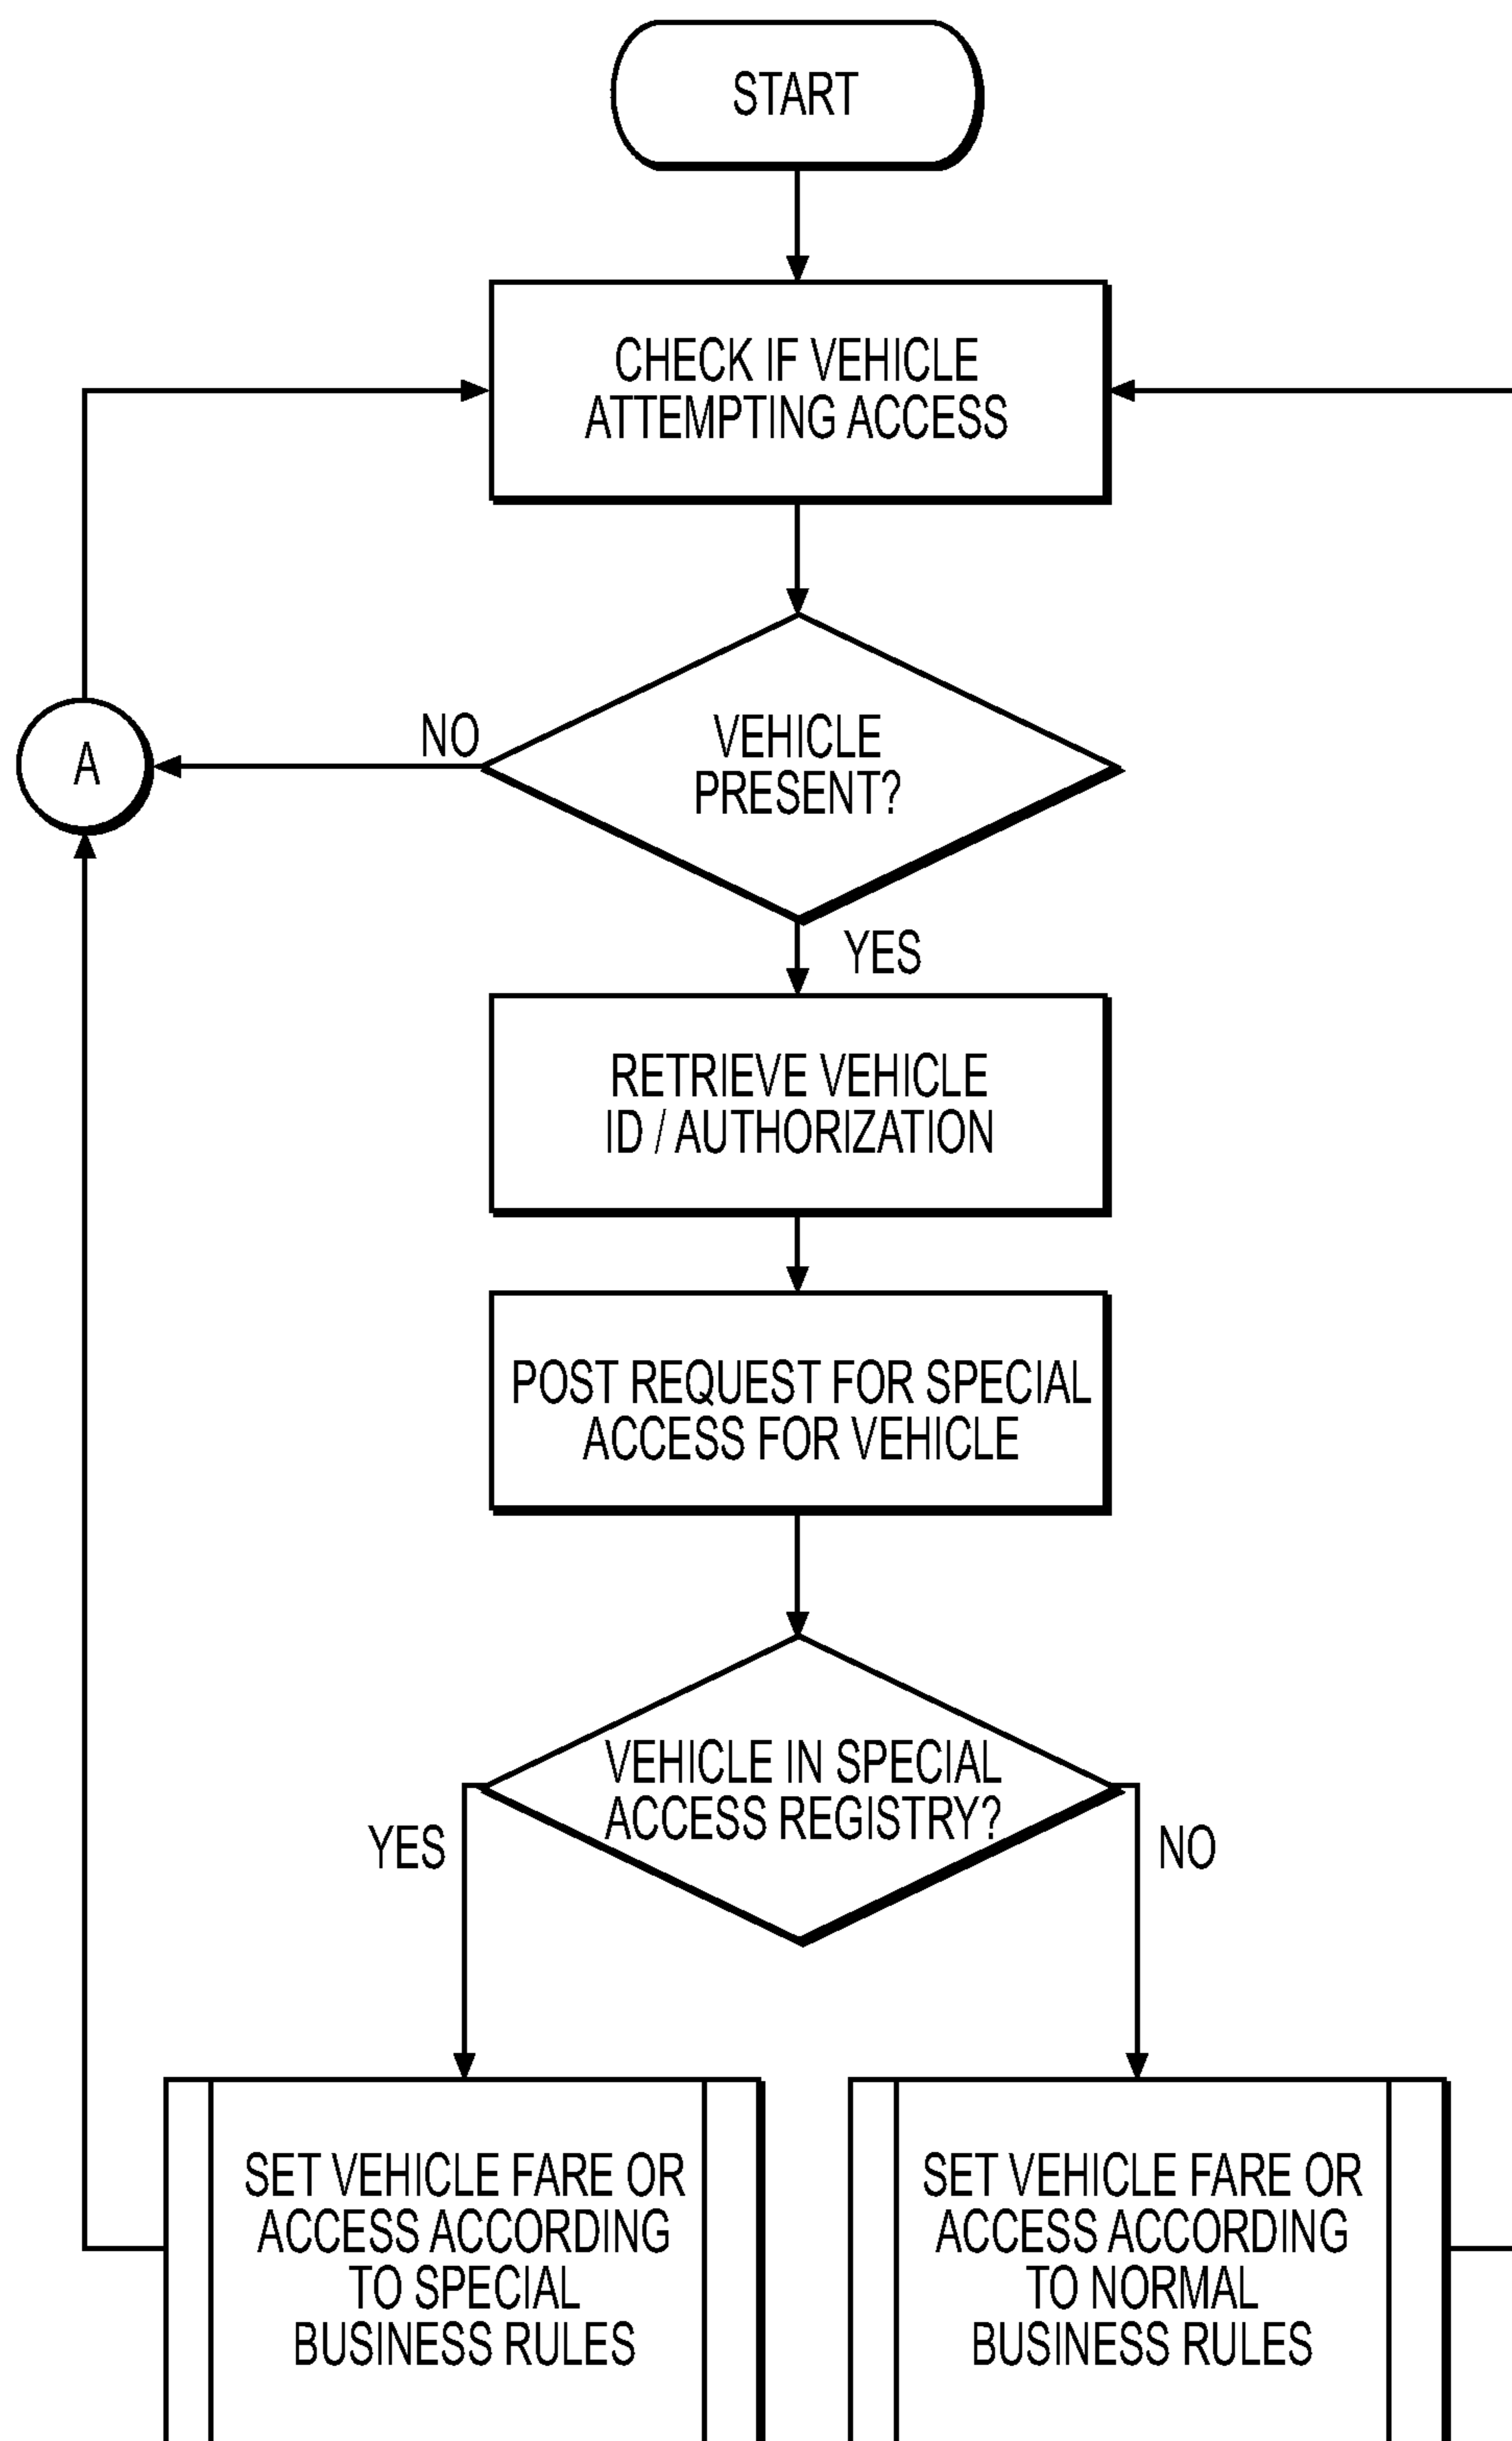 START
CHECK IF VEHICLE
ATTEMPTING ACCESS
A
NO
VEHICLE
PRESENT?
YES
RETRIEVE VEHICLE
ID / AUTHORIZATION
POST REQUEST FOR SPECIAL
ACCESS FOR VEHICLE
VEHICLE IN SPECIAL
ACCESS REGISTRY?
YES
NO
SET VEHICLE FARE OR
ACCESS ACCORDING
TO SPECIAL
BUSINESS RULES
SET VEHICLE FARE OR
ACCESS ACCORDING
TO NORMAL
BUSINESS RULES